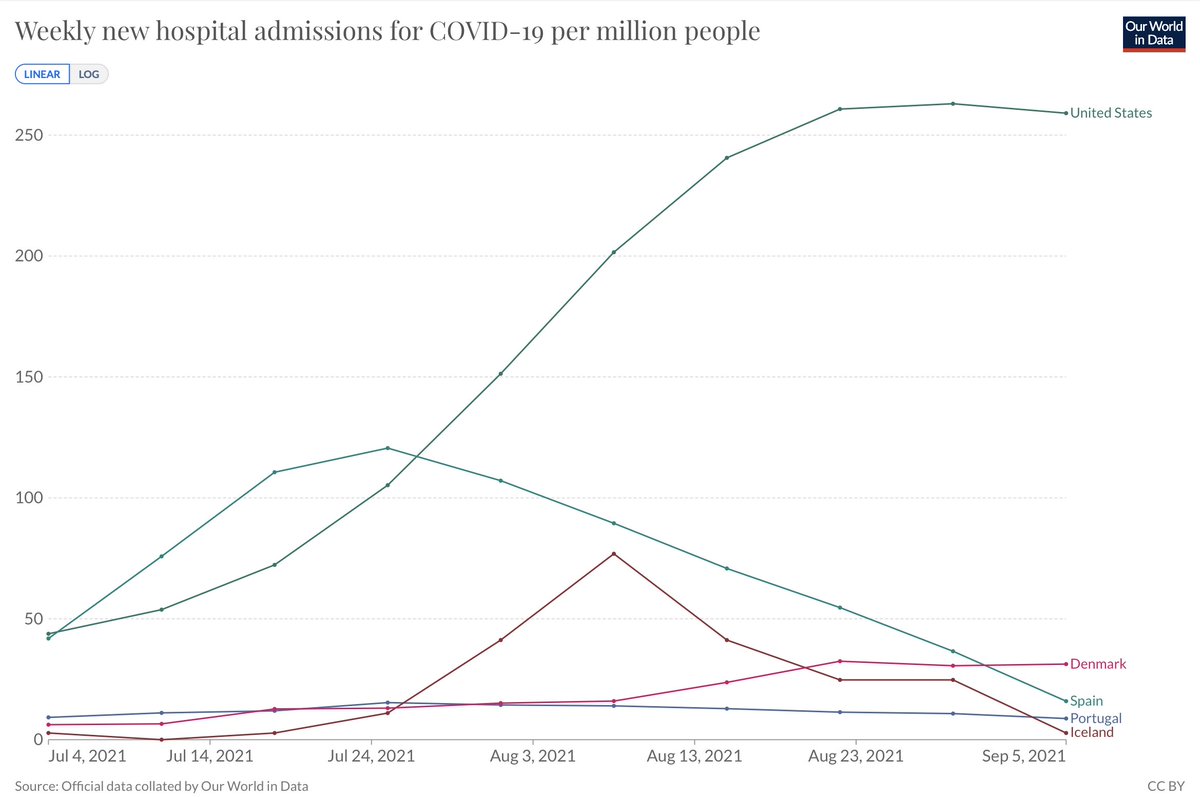 Weekly new hospital admissions for COVID-19 per million people
Our World
in Data
LINEAR LOG
250
200
150
100
50
0
United States
Denmark
Spain
Portugal
Iceland
Jul 4, 2021 Jul 14, 2021 Jul 24, 2021 Aug 3, 2021 Aug 13, 2021 Aug 23, 2021 Sep 5, 2021
Source: Official data collated by Our World in Data
CC BY